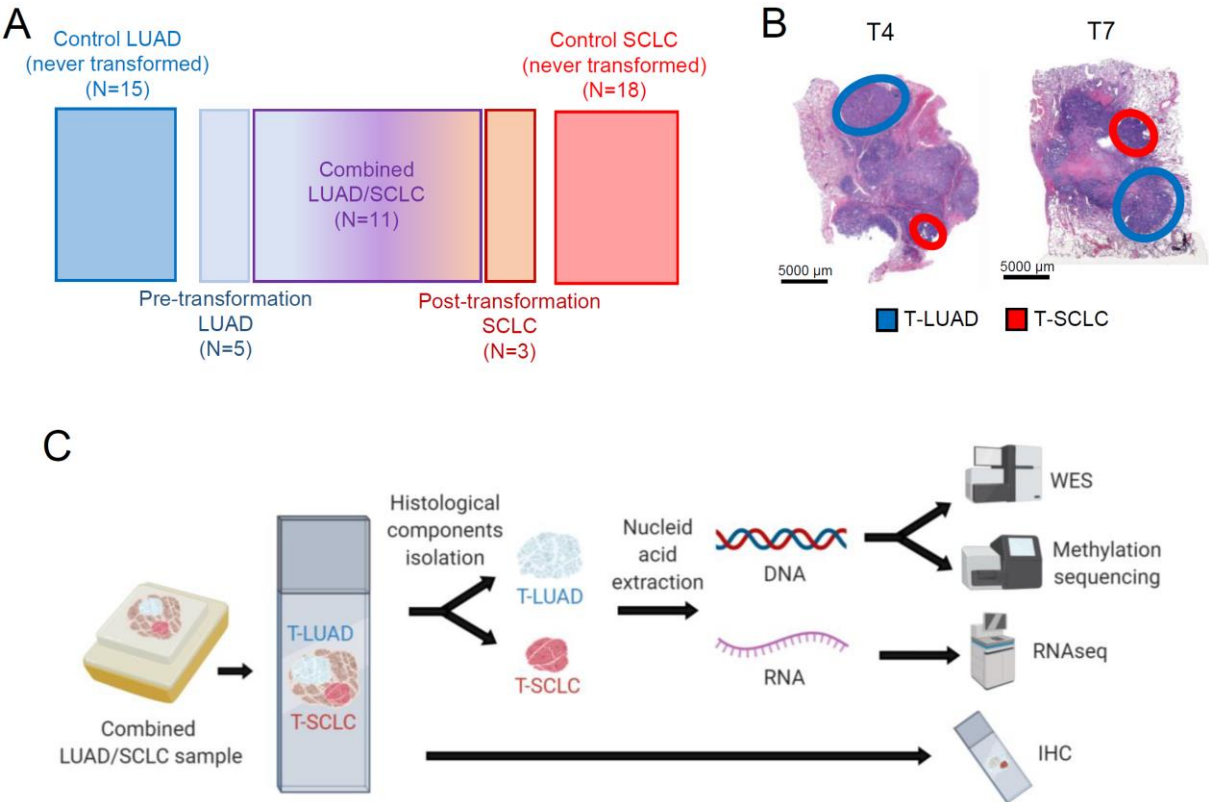 A
Control LUAD
(never transformed)
(N=15)
Control SCLC
(never transformed)
(N=18)
Combined
LUAD/SCLC
(N=11)
Pre-transformation
LUAD
(N=5)
Post-transformation
SCLC
(N=3)
B
T4
T7
5000 µm
5000 µm
T-LUAD
T-SCLC
C
Combined
LUAD/SCLC sample
T-LUAD
T-SCLC
Histological
components
isolation
T-LUAD
T-SCLC
Nucleid
acid
extraction
DNA
RNA
WES
Methylation
sequencing
RNAseq
IHC